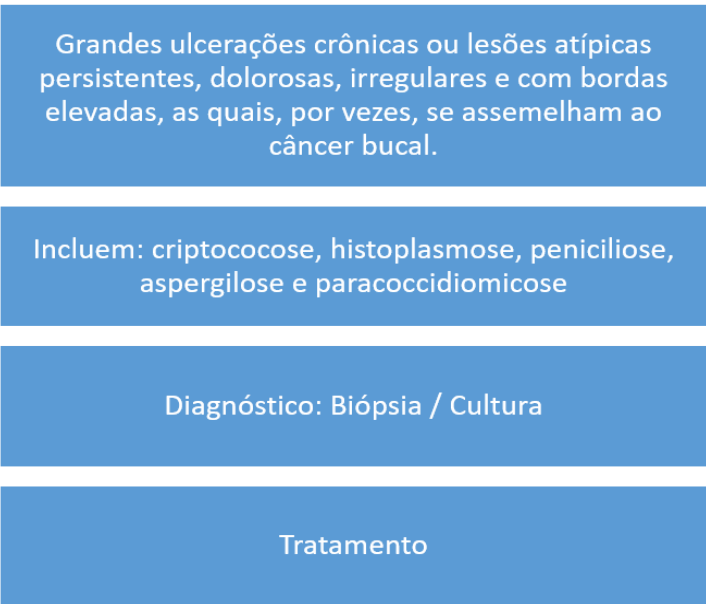 Grandes ulcerações crônicas ou lesões atípicas
persistentes, dolorosas, irregulares e com bordas
elevadas, as quais, por vezes, se assemelham ao
câncer bucal.
Incluem: criptococose, histoplasmose, peniciliose,
aspergilose e paracoccidiomicose
Diagnóstico: Biópsia / Cultura
Tratamento